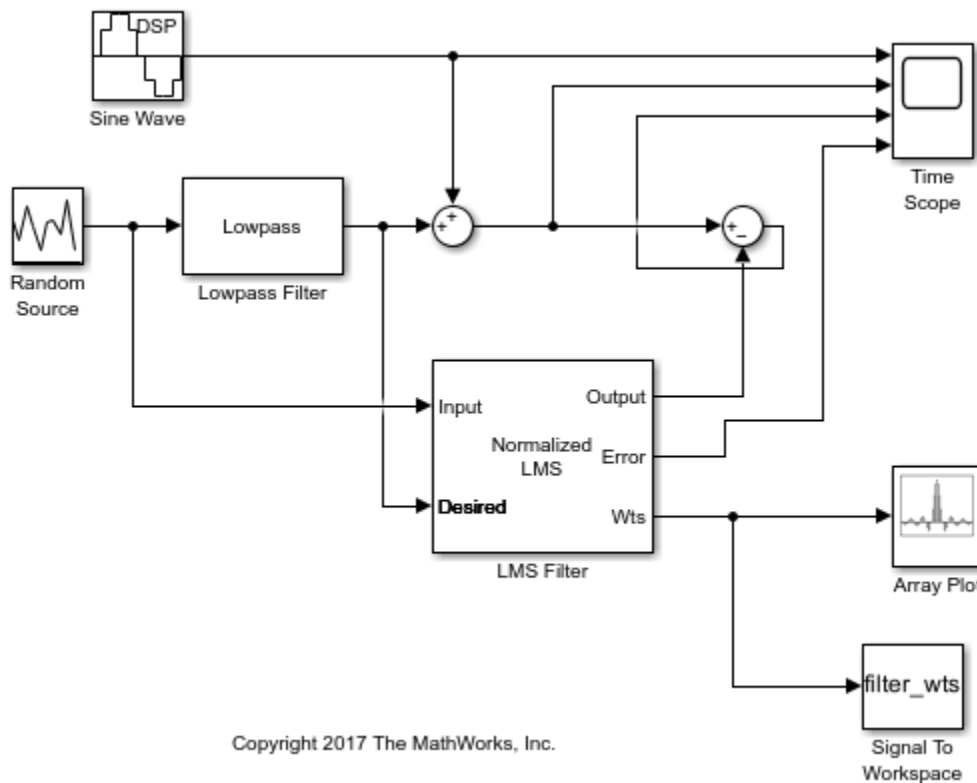 DSP
Sine Wave
Time
Scope
Random
Source
Lowpass
Lowpass Filter
Input
Output
Normalized
LMS
Error
Desired
Wts
LMS Filter
Array Plot
filter_wts
Signal To
Workspace
Copyright 2017 The MathWorks, Inc.